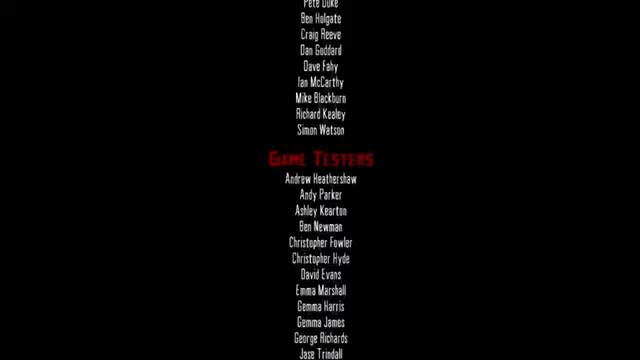 Pete Duke
Ben Holgate
Craig Reeve
Dan Goddard
Dave Fahy
Ian McCarthy
Mike Blackburn
Richard Kealey
Simon Watson
Game Testers
Andrew Heathershaw
Andy Parker
Ashley Kearton
Ben Newman
Christopher Fowler
Christopher Hyde
David Evans
Emma Marshall
Gemma Harris
Gemma James
George Richards
Jase Trindall